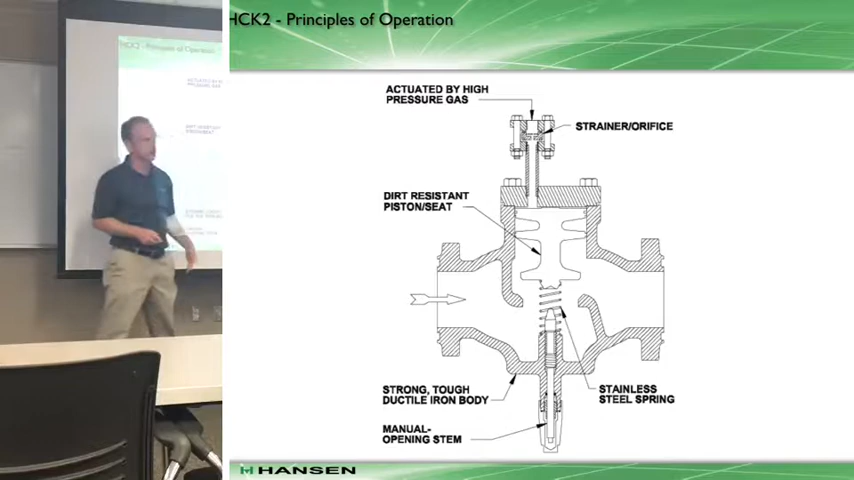 HCK2 - Principles of Operation
ACTUATED BY HIGH
PRESSURE GAS
STRAINER/ORIFICE
DIRT RESISTANT
PISTON/SEAT
STRONG, TOUGH
DUCTILE IRON BODY
STAINLESS
STEEL SPRING
MANUAL-
OPENING STEM
HANSEN